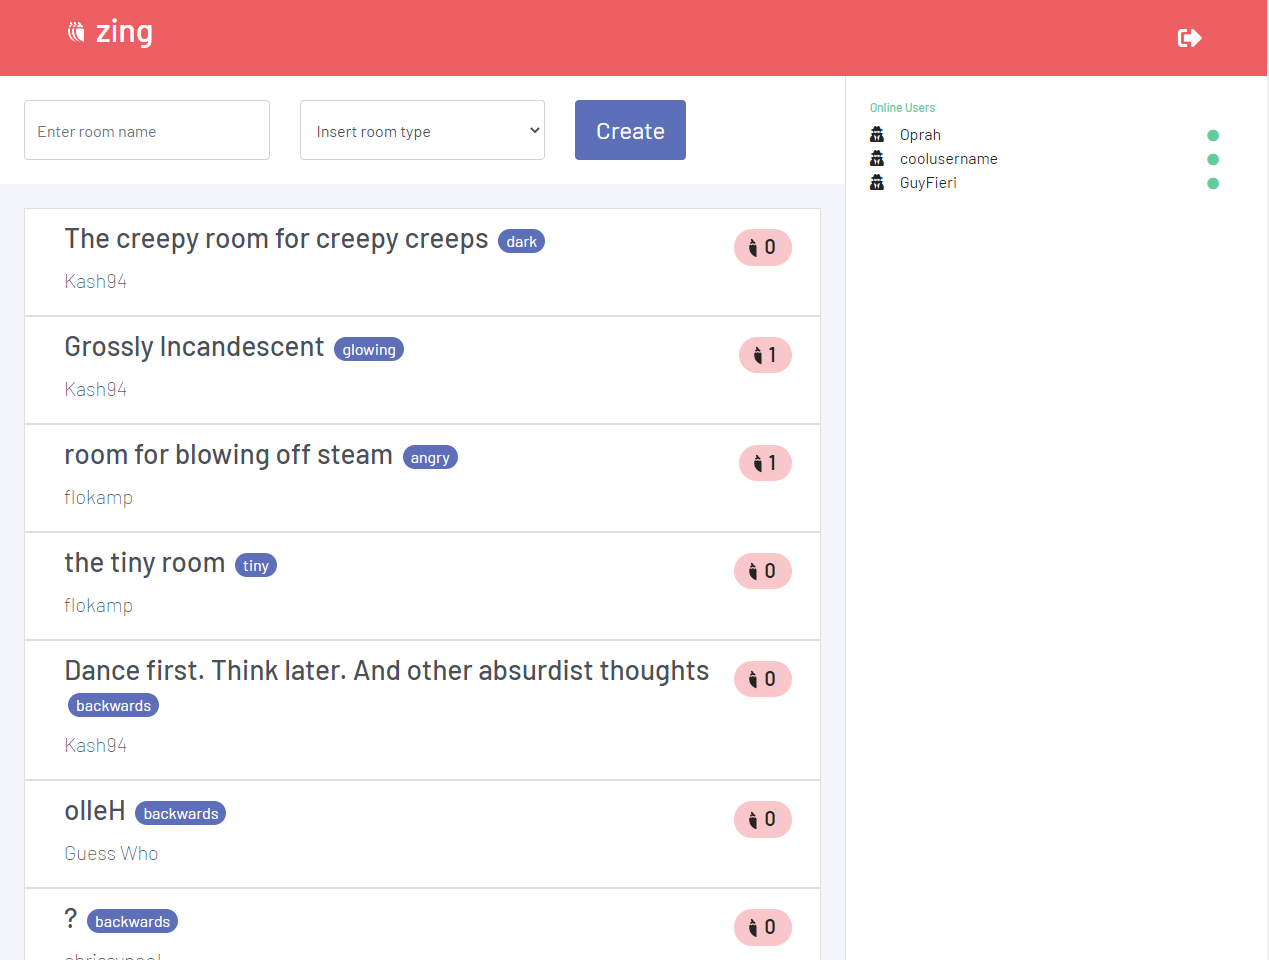 zing
Enter room name
Insert room type
Create
Online Users
Oprah
coolusername
GuyFieri
The creepy room for creepy creeps dark 0
Kash94
Grossly Incandescent glowing 1
Kash94
room for blowing off steam angry 1
flokamp
the tiny room tiny 0
flokamp
Dance first. Think later. And other absurdist thoughts 0
backwards
Kash94
olleH backwards 0
Guess Who
? backwards 0